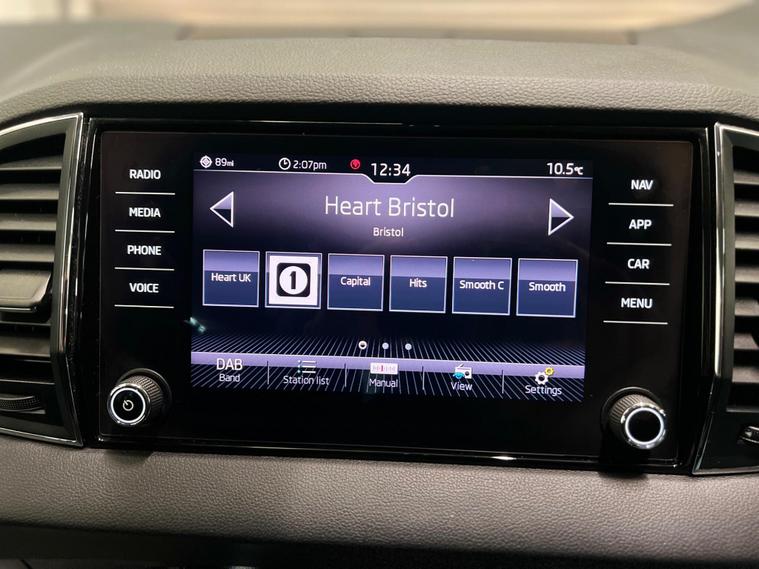 RADIO
MEDIA
PHONE
VOICE
89mi
2:07pm
12:34
10.5°C
Heart Bristol
Bristol
Heart UK
1
Capital
Hits
Smooth C
Smooth
DAB
Band
Station list
Manual
View
Settings
NAV
APP
CAR
MENU